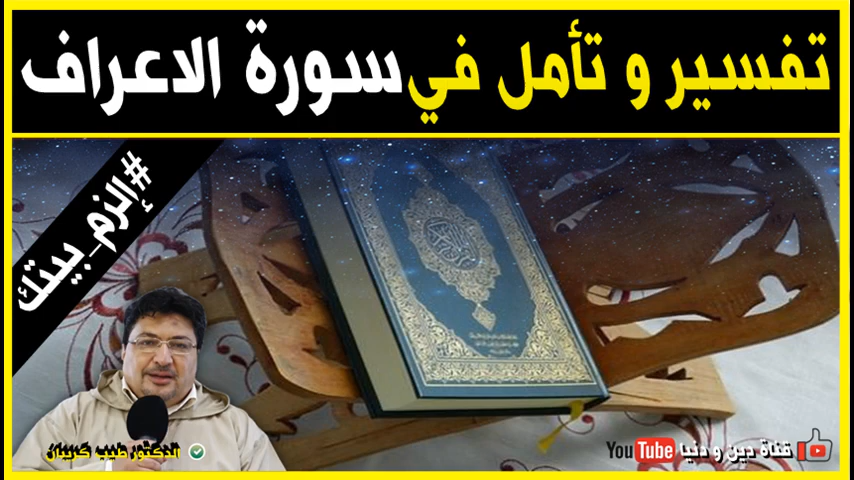 تفسير و تأمل في سورة الاعراف
#إلزم_بيتك
الدكتور طيب كريبان
قناة دين و دنيا YouTube